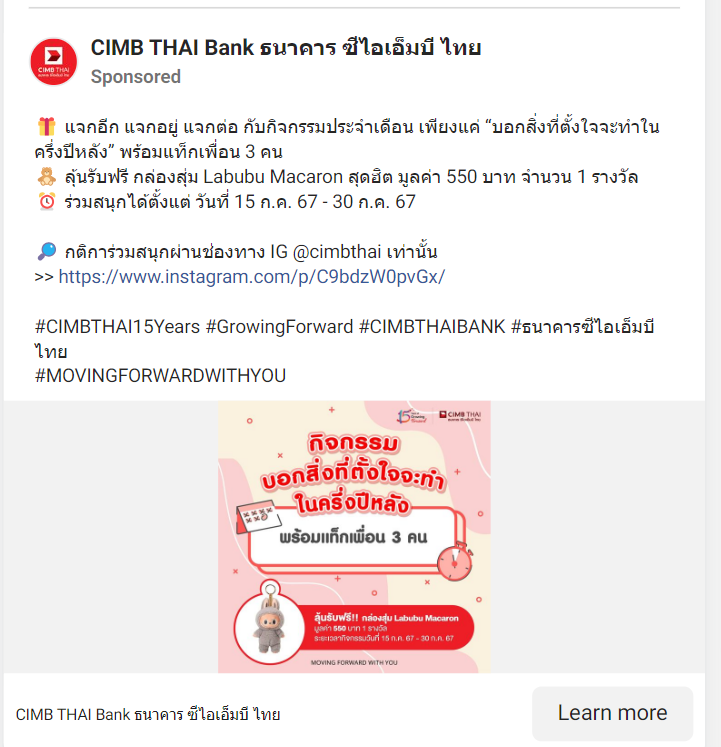 CIMB THAI Bank ธนาคาร ซีไอเอ็มบี ไทย
CIMB THAI
Sponsored
แจกอีก แจกอยู่ แจกต่อ กับกิจกรรมประจำเดือน เพียงแค่ “บอกสิ่งที่ตั้งใจจะทำใน
ครึ่งปีหลัง” พร้อมแท็กเพื่อน 3 คน
ลุ้นรับฟรี กล่องสุ่ม Labubu Macaron สุดฮิต มูลค่า 550 บาท จำนวน 1 รางวัล
ร่วมสนุกได้ตั้งแต่ วันที่ 15 ก.ค. 67 - 30 ก.ค. 67
กติการ่วมสนุกผ่านช่องทาง IG @cimbthai เท่านั้น
>> https://www.instagram.com/p/C9bdzW0pvGx/
#CIMBTHAI15Years #GrowingForward #CIMBTHAIBANK #ธนาคารซีไอเอ็มบี
ไทย
#MOVINGFORWARDWITHYOU
15 CIMB THAI
กิจกรรม
บอกสิ่งที่ตั้งใจจะทำ
ในครึ่งปีหลัง
พร้อมแท็กเพื่อน 3 คน
ลุ้นรับฟรี!! กล่องสุ่ม Labubu Macaron
มูลค่า 550 บาท 1 รางวัล
ระยะเวลากิจกรรมวันที่ 15 ก.ค. 67 - 30 ก.ค. 67
MOVING FORWARD WITH YOU
CIMB THAI Bank ธนาคาร ซีไอเอ็มบี ไทย
Learn more